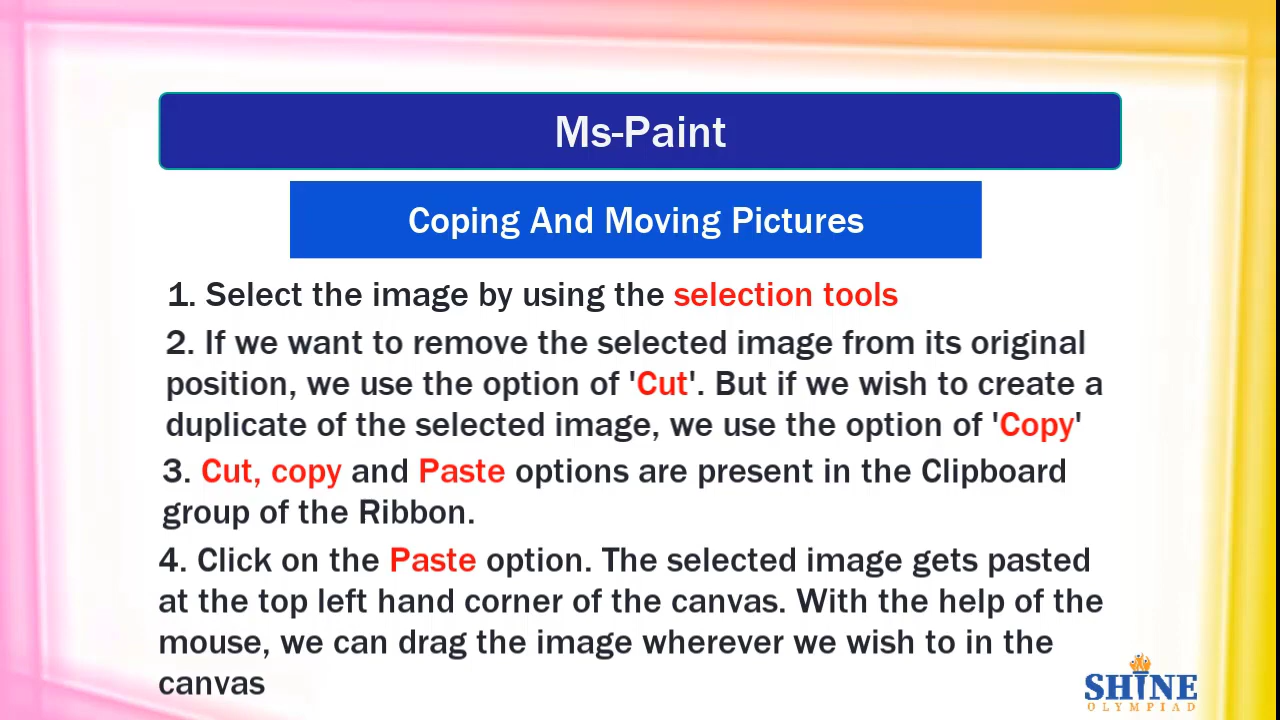 Ms-Paint
Coping And Moving Pictures
1. Select the image by using the selection tools
2. If we want to remove the selected image from its original
position, we use the option of 'Cut'. But if we wish to create a
duplicate of the selected image, we use the option of 'Copy'
3. Cut, copy and Paste options are present in the Clipboard
group of the Ribbon.
4. Click on the Paste option. The selected image gets pasted
at the top left hand corner of the canvas. With the help of the
mouse, we can drag the image wherever we wish to in the
canvas
SHINE
OLYMPIAD